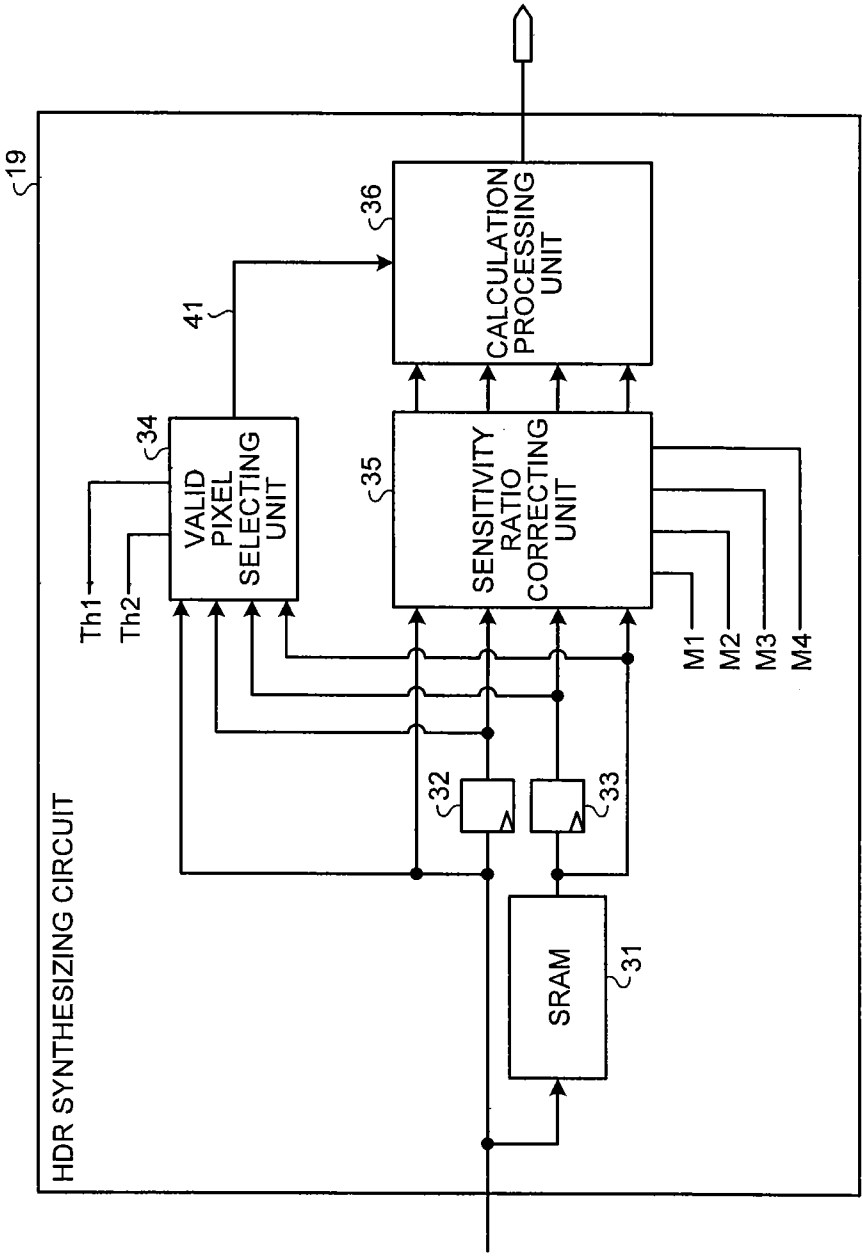 HDR SYNTHESIZING CIRCUIT
19
Th1
Th2
34
VALID
PIXEL
SELECTING
UNIT
41
36
CALCULATION
PROCESSING
UNIT
35
SENSITIVITY
RATIO
CORRECTING
UNIT
32
33
SRAM
31
M1
M2
M3
M4